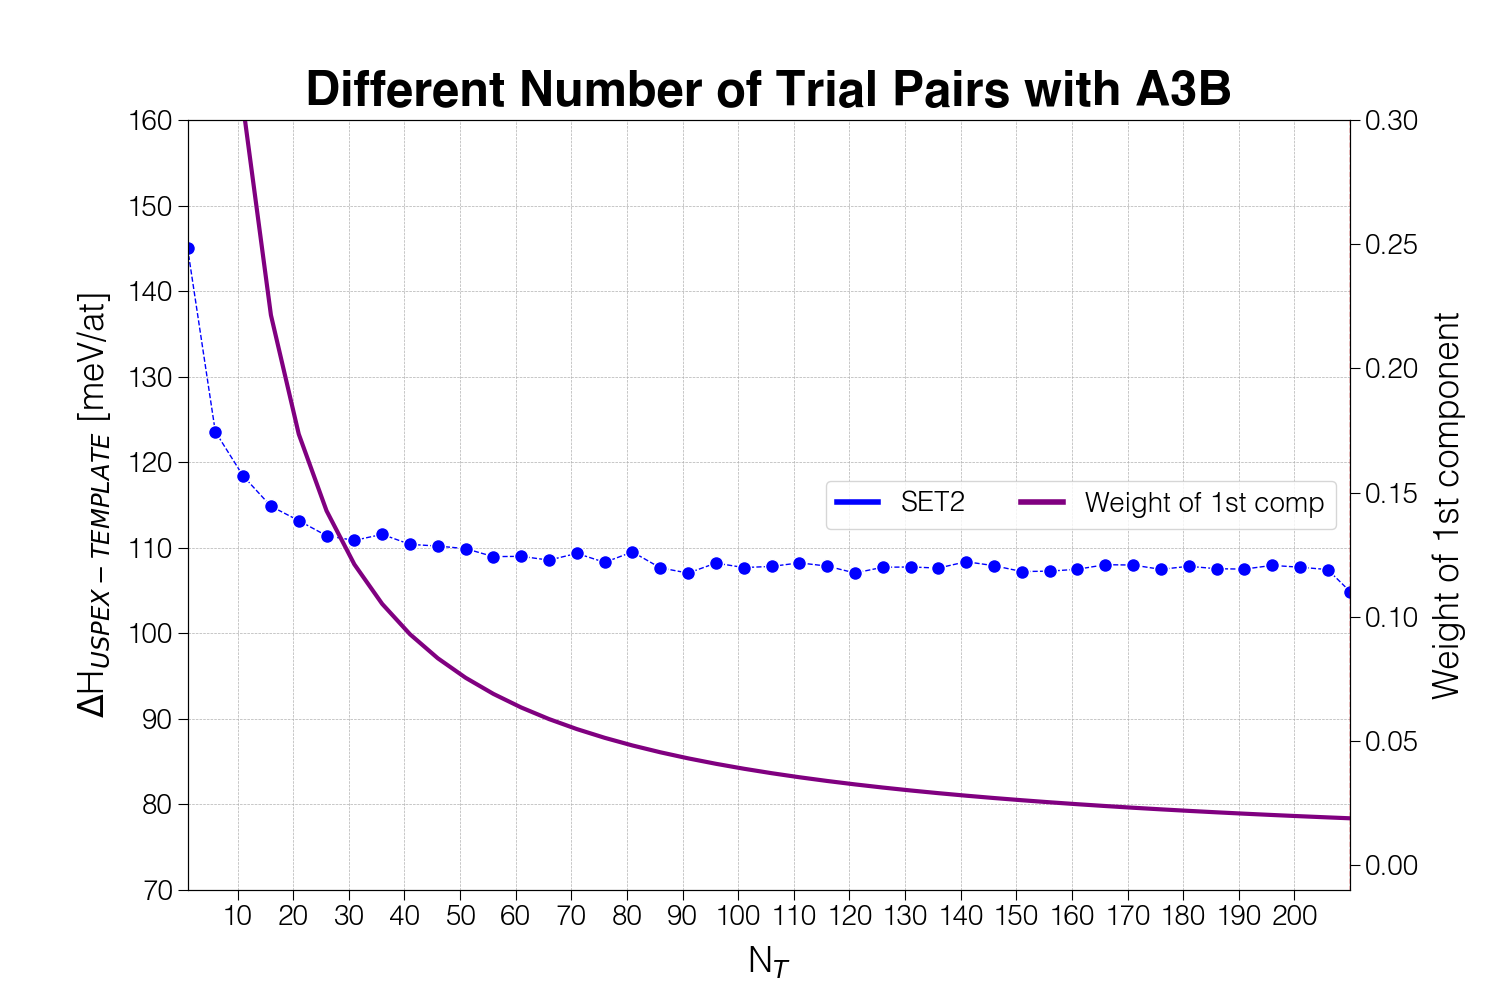 Different Number of Trial Pairs with A3B
160
150
140
130
120
110
100
90
80
70
ΔH_{USPEX − TEMPLATE} [meV/at]
0.30
0.25
0.20
0.15
0.10
0.05
0.00
Weight of 1st component
SET2
Weight of 1st comp
10 20 30 40 50 60 70 80 90 100 110 120 130 140 150 160 170 180 190 200
N_T